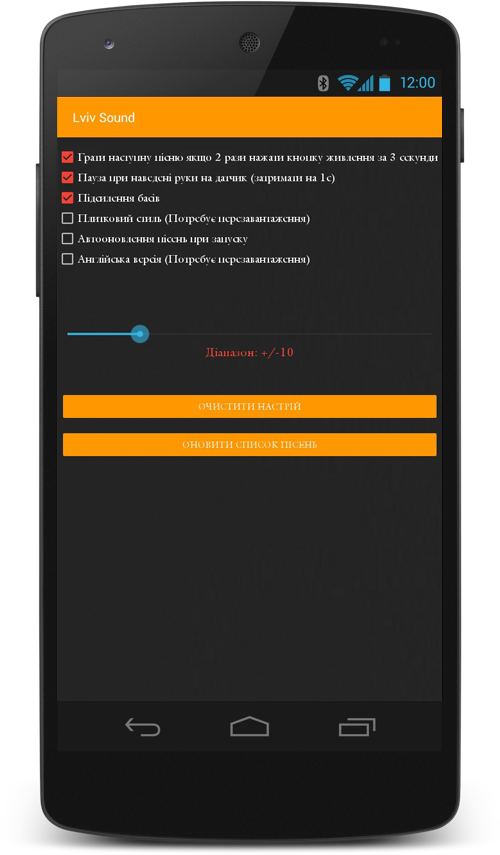 12:00
Lviv Sound
Грати наступну пісню якщо 2 рази нажати кнопку живлення за 3 секунди
Пауза при наведені руки на датчик (затримати на 1с)
Підсилення басів
Плитковий стиль (Потребує перезавантаження)
Автооновлення пісень при запуску
Англійська версія (Потребує перезавантаження)
Діапазон: +/-10
ОЧИСТИТИ НАСТРІЙ
ОНОВИТИ СПИСОК ПІСЕНЬ